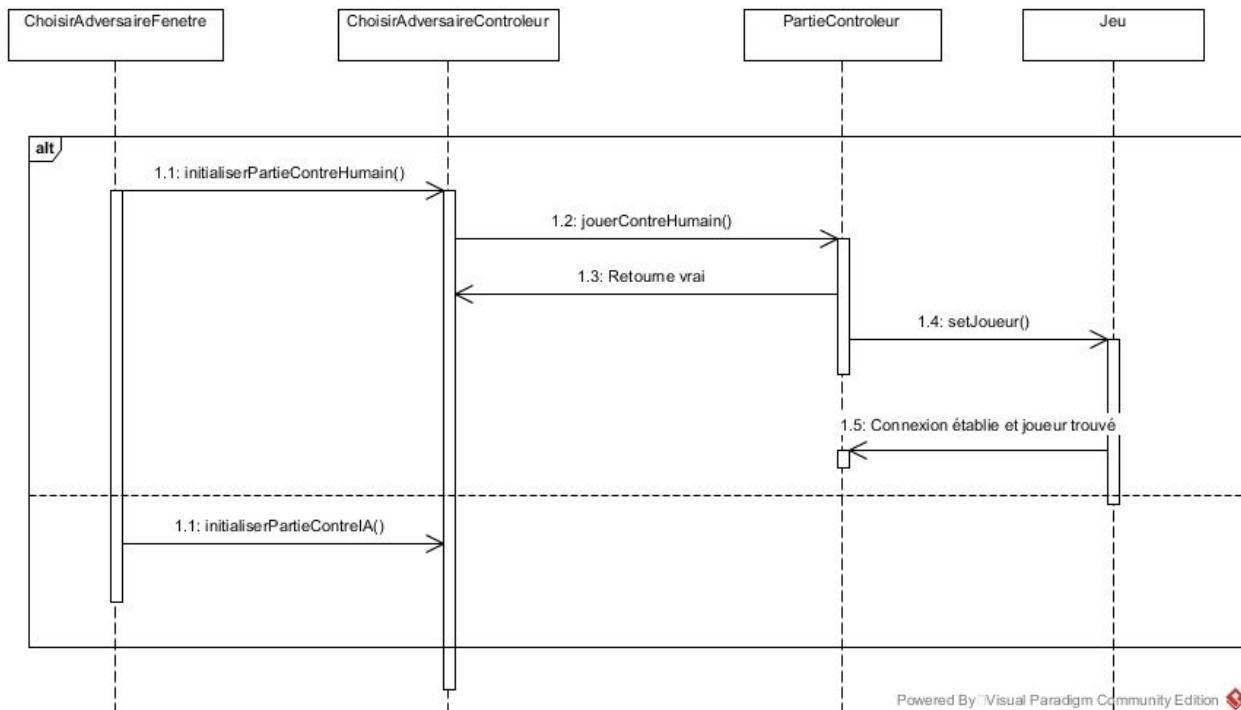 ChoisirAdversaireFenetre
ChoisirAdversaireControleur
PartieControleur
Jeu
alt
1.1: initialiserPartieContreHumain()
1.2: jouerContreHumain()
1.3: Retourne vrai
1.4: setJoueur()
1.5: Connexion établie et joueur trouvé
1.1: initialiserPartieContreIA()
Powered By Visual Paradigm Community Edition